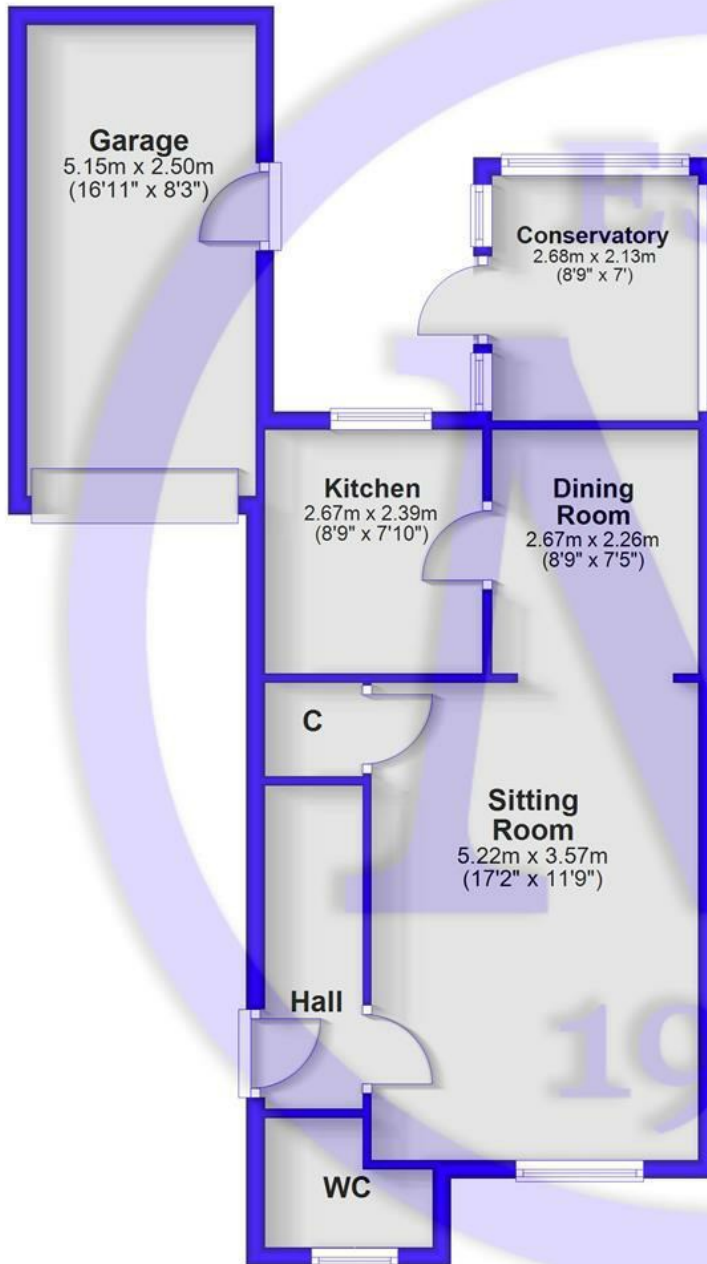 Garage
5.15m x 2.50m
(16'11" x 8'3")
Conservatory
2.68m x 2.13m
(8'9" x 7')
Kitchen
2.67m x 2.39m
(8'9" x 7'10")
Dining
Room
2.67m x 2.26m
(8'9" x 7'5")
C
Sitting
Room
5.22m x 3.57m
(17'2" x 11'9")
Hall
WC
ES
19